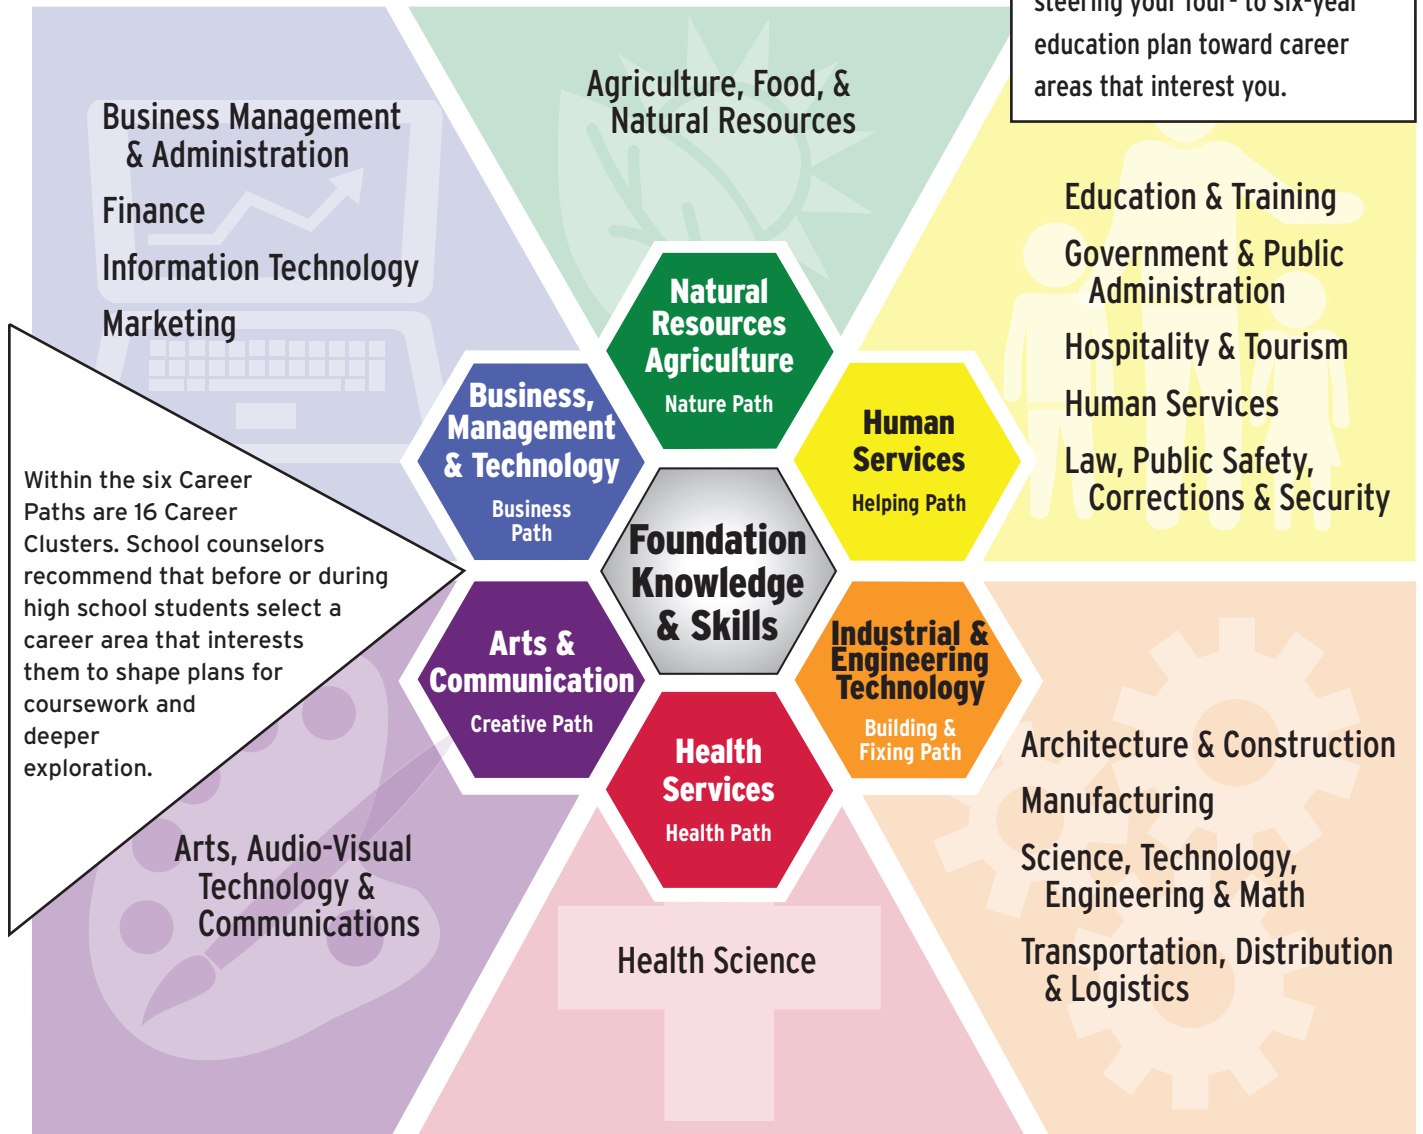 steering your four- to six-year
education plan toward career
areas that interest you.
Agriculture, Food, &
Natural Resources
Business Management
& Administration
Finance
Information Technology
Marketing
Education & Training
Government & Public
Administration
Hospitality & Tourism
Human Services
Law, Public Safety,
Corrections & Security
Natural
Resources
Agriculture
Nature Path
Business,
Management
& Technology
Business
Path
Human
Services
Helping Path
Within the six Career
Paths are 16 Career
Clusters. School counselors
recommend that before or during
high school students select a
career area that interests
them to shape plans for
coursework and
deeper
exploration.
Foundation
Knowledge
& Skills
Arts &
Communication
Creative Path
Industrial &
Engineering
Technology
Building &
Fixing Path
Health
Services
Health Path
Arts, Audio-Visual
Technology &
Communications
Health Science
Architecture & Construction
Manufacturing
Science, Technology,
Engineering & Math
Transportation, Distribution
& Logistics